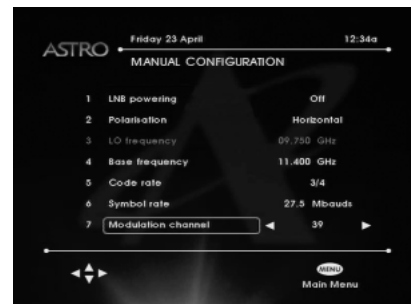 ASTRO
Friday 23 April 12:34a
MANUAL CONFIGURATION
1 LNB powering Off
2 Polarisation Horizontal
3 LO frequency 09.750 GHz
4 Base frequency 11.400 GHz
5 Code rate 3/4
6 Symbol rate 27.5 Mbauds
7 Modulation channel 39
MENU
Main Menu